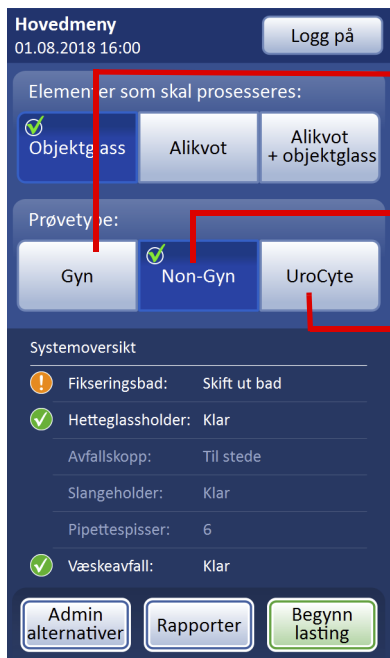 Hovedmeny
01.08.2018 16:00
Logg på
Elementer som skal prosesseres:
Objektglass
Alikvot
Alikvot
+ objektglass
Prøvetype:
Gyn
Non-Gyn
UroCyte
Systemoversikt
Fikseringsbad: Skift ut bad
Hetteglassholder: Klar
Avfallskopp: Til stede
Slangeholder: Klar
Pipettespisser: 6
Væskeavfall: Klar
Admin
alternativer
Rapporter
Begynn
lasting